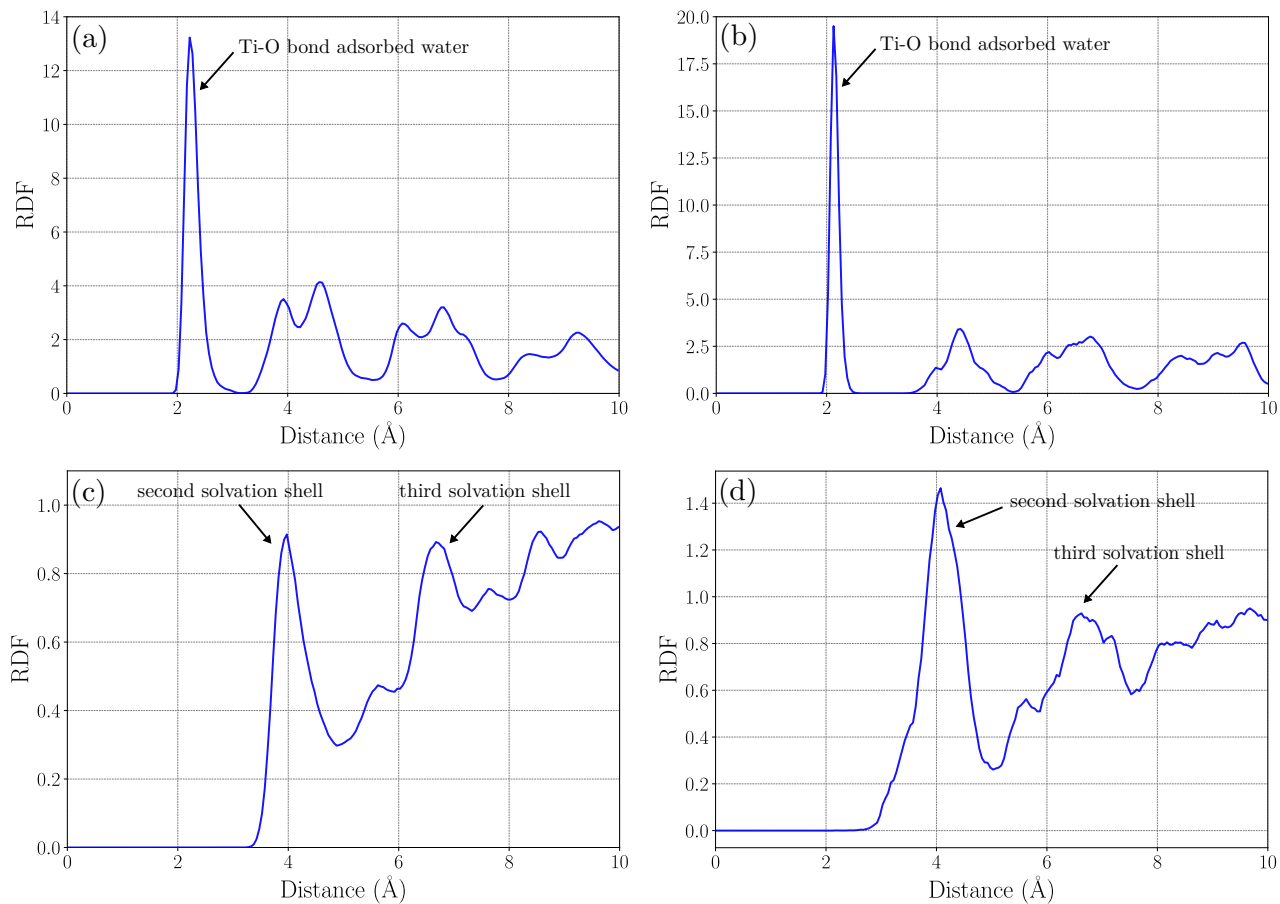 (a)
Ti-O bond adsorbed water
14
12
10
8
6
4
2
0
RDF
0 2 4 6 8 10
Distance (Å)
(b)
Ti-O bond adsorbed water
20.0
17.5
15.0
12.5
10.0
7.5
5.0
2.5
0.0
RDF
0 2 4 6 8 10
Distance (Å)
(c)
second solvation shell
third solvation shell
1.0
0.8
0.6
0.4
0.2
0.0
RDF
0 2 4 6 8 10
Distance (Å)
(d)
second solvation shell
third solvation shell
1.4
1.2
1.0
0.8
0.6
0.4
0.2
0.0
RDF
0 2 4 6 8 10
Distance (Å)